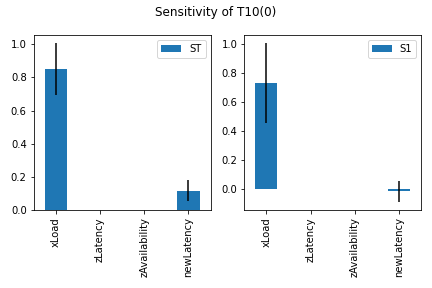 Sensitivity of T10(0)
ST
1.0
0.8
0.6
0.4
0.2
0.0
xLoad
zLatency
zAvailability
newLatency
S1
1.0
0.8
0.6
0.4
0.2
0.0
xLoad
zLatency
zAvailability
newLatency